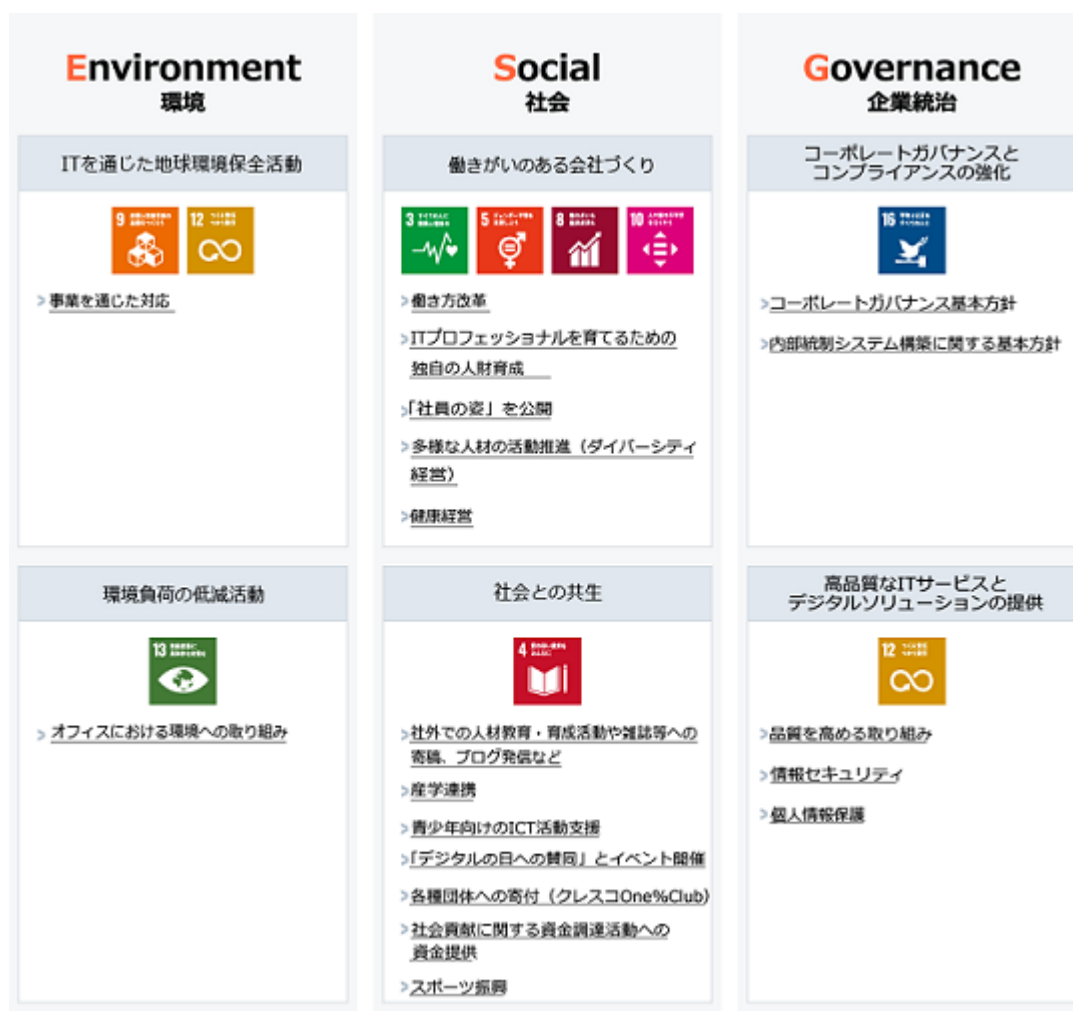 Environment
環境
ITを通じた地球環境保全活動
9
12
>事業を通じた対応
環境負荷の低減活動
13
>オフィスにおける環境への取り組み
Social
社会
働きがいのある会社づくり
3
5
8
10
>働き方改革
>ITプロフェッショナルを育てるための
独自の人財育成
>「社員の姿」を公開
>多様な人材の活動推進（ダイバーシティ
経営）
>健康経営
社会との共生
4
>社外での人材教育・育成活動や雑誌等への
寄稿、ブログ発信など
>産学連携
>青少年向けのICT活動支援
>「デジタルの日への賛同」とイベント開催
>各種団体への寄付（クレスコOne%Club）
>社会貢献に関する資金調達活動への
資金提供
>スポーツ振興
Governance
企業統治
コーポレートガバナンスと
コンプライアンスの強化
16
>コーポレートガバナンス基本方針
>内部統制システム構築に関する基本方針
高品質なITサービスと
デジタルソリューションの提供
12
>品質を高める取り組み
>情報セキュリティ
>個人情報保護